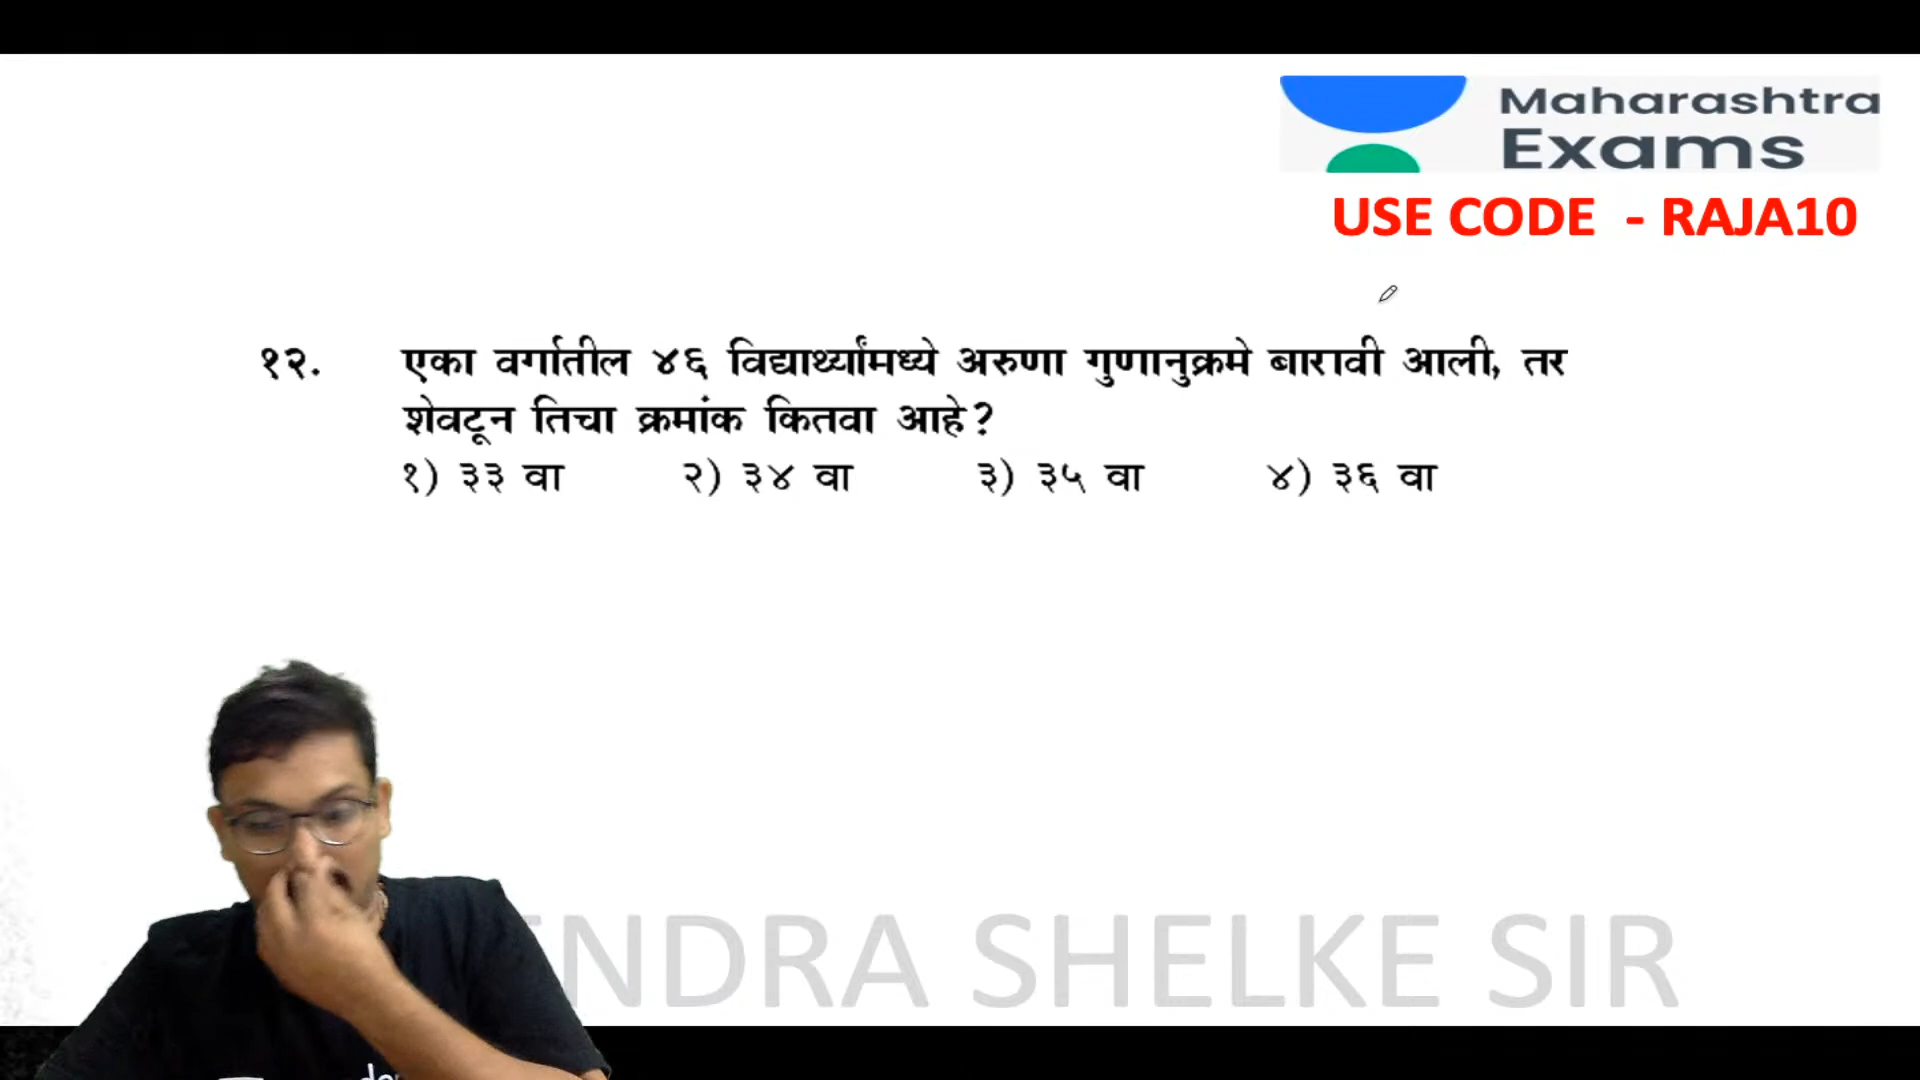 Maharashtra
Exams
USE CODE - RAJA10
१२. एका वर्गातील ४६ विद्यार्थ्यांमध्ये अरुणा गुणानुक्रमे बारावी आली, तर
शेवटून तिचा क्रमांक कितवा आहे?
१) ३३ वा २) ३४ वा ३) ३५ वा ४) ३६ वा
NDRA SHELKE SIR